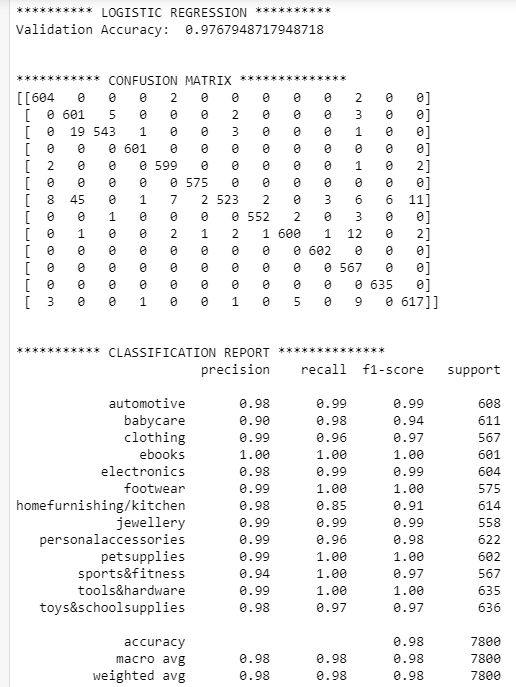 ********** LOGISTIC REGRESSION **********
Validation Accuracy:  0.9767948717948718
*********** CONFUSION MATRIX **************
[[604   0   0   0   2   0   0   0   0   0   2   0   0]
 [  0 601   5   0   0   0   2   0   0   0   3   0   0]
 [  0  19 543   1   0   0   3   0   0   0   1   0   0]
 [  0   0   0 601   0   0   0   0   0   0   0   0   0]
 [  2   0   0   0 599   0   0   0   0   0   1   0   2]
 [  0   0   0   0   0 575   0   0   0   0   0   0   0]
 [  8  45   0   1   7   2 523   2   0   3   6   6  11]
 [  0   0   1   0   0   0   0 552   2   0   3   0   0]
 [  0   1   0   0   2   1   2   1 600   1  12   0   2]
 [  0   0   0   0   0   0   0   0   0 602   0   0   0]
 [  0   0   0   0   0   0   0   0   0   0 567   0   0]
 [  0   0   0   0   0   0   0   0   0   0   0 635   0]
 [  3   0   0   1   0   0   1   0   5   0   9   0 617]]
*********** CLASSIFICATION REPORT **************
precision    recall  f1-score   support
automotive       0.98      0.99      0.99       608
babycare       0.90      0.98      0.94       611
clothing       0.99      0.96      0.97       567
ebooks       1.00      1.00      1.00       601
electronics       0.98      0.99      0.99       604
footwear       0.99      1.00      1.00       575
homefurnishing/kitchen       0.98      0.85      0.91       614
jewellery       0.99      0.99      0.99       558
personalaccessories       0.99      0.96      0.98       622
petsupplies       0.99      1.00      1.00       602
sports&fitness       0.94      1.00      0.97       567
tools&hardware       0.99      1.00      1.00       635
toys&schoolsupplies       0.98      0.97      0.97       636
accuracy                           0.98      7800
macro avg       0.98      0.98      0.98      7800
weighted avg       0.98      0.98      0.98      7800